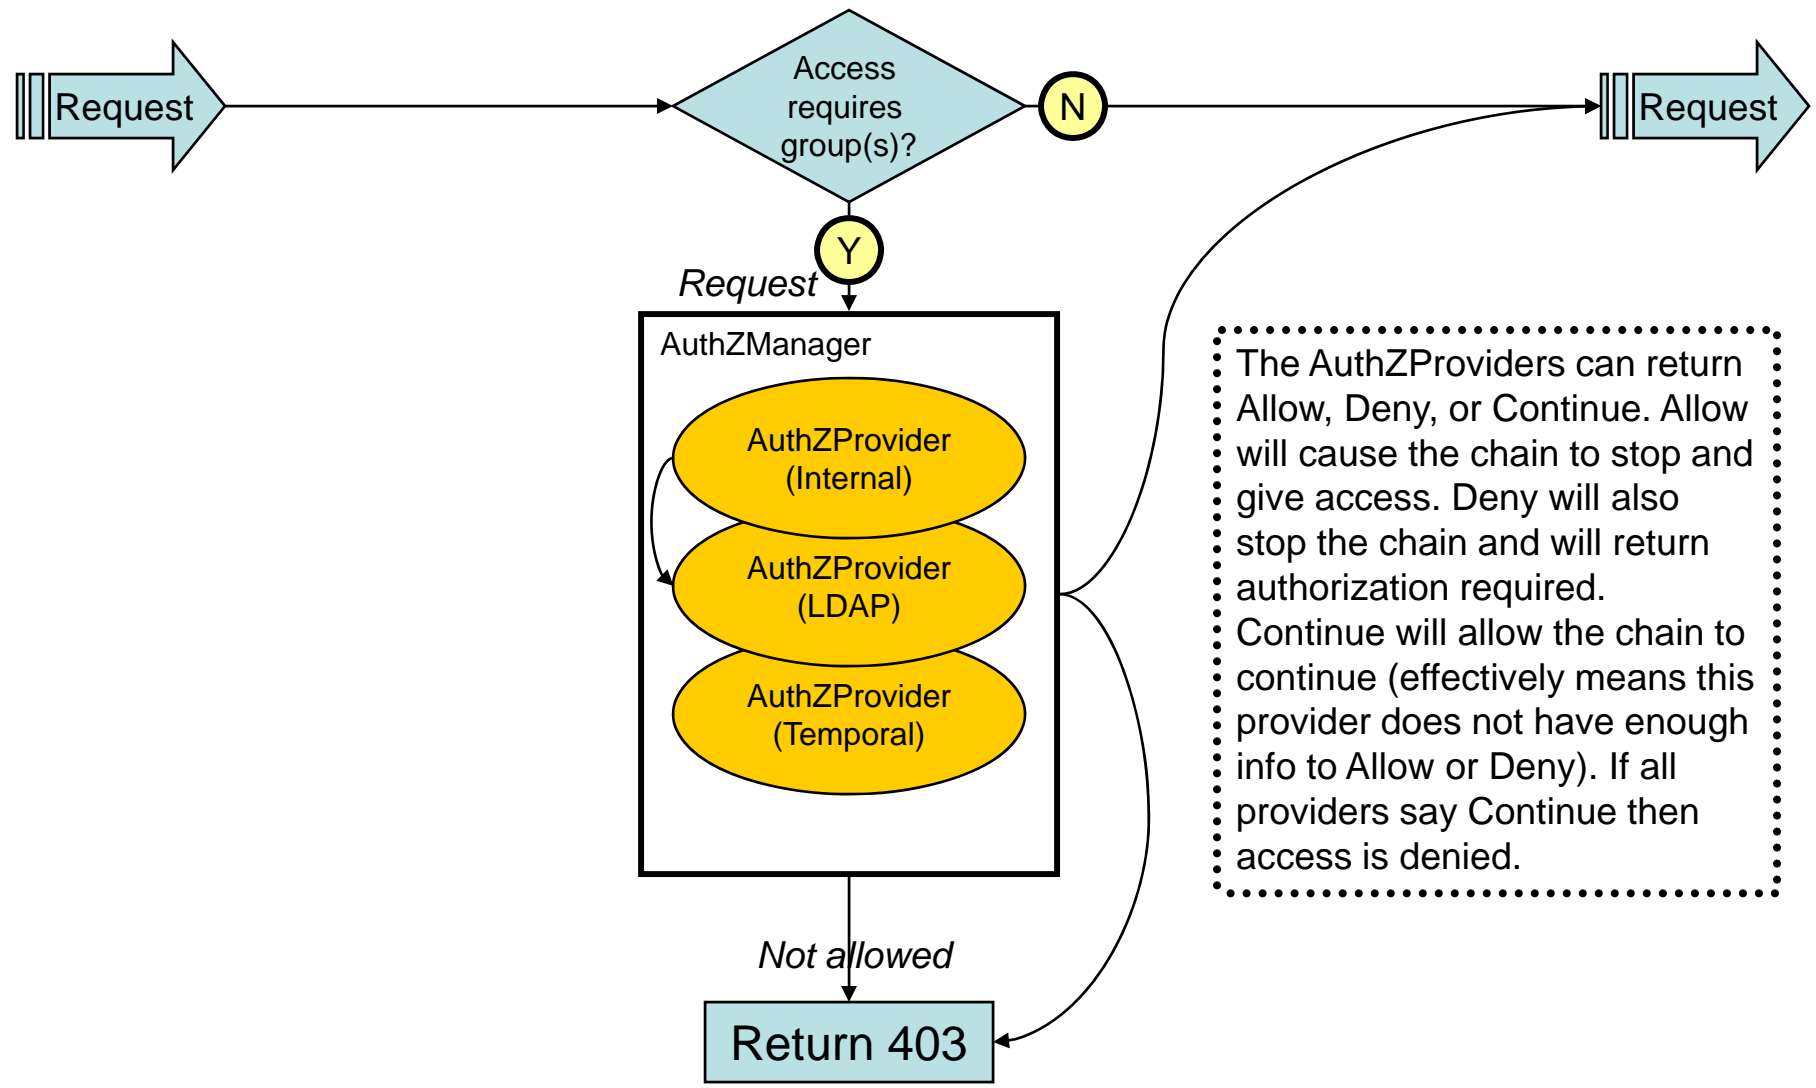 Request
Access
requires
group(s)?
N
Request
Y
Request
AuthZManager
AuthZProvider
(Internal)
AuthZProvider
(LDAP)
AuthZProvider
(Temporal)
The AuthZProviders can return
Allow, Deny, or Continue. Allow
will cause the chain to stop and
give access. Deny will also
stop the chain and will return
authorization required.
Continue will allow the chain to
continue (effectively means this
provider does not have enough
info to Allow or Deny). If all
providers say Continue then
access is denied.
Not allowed
Return 403